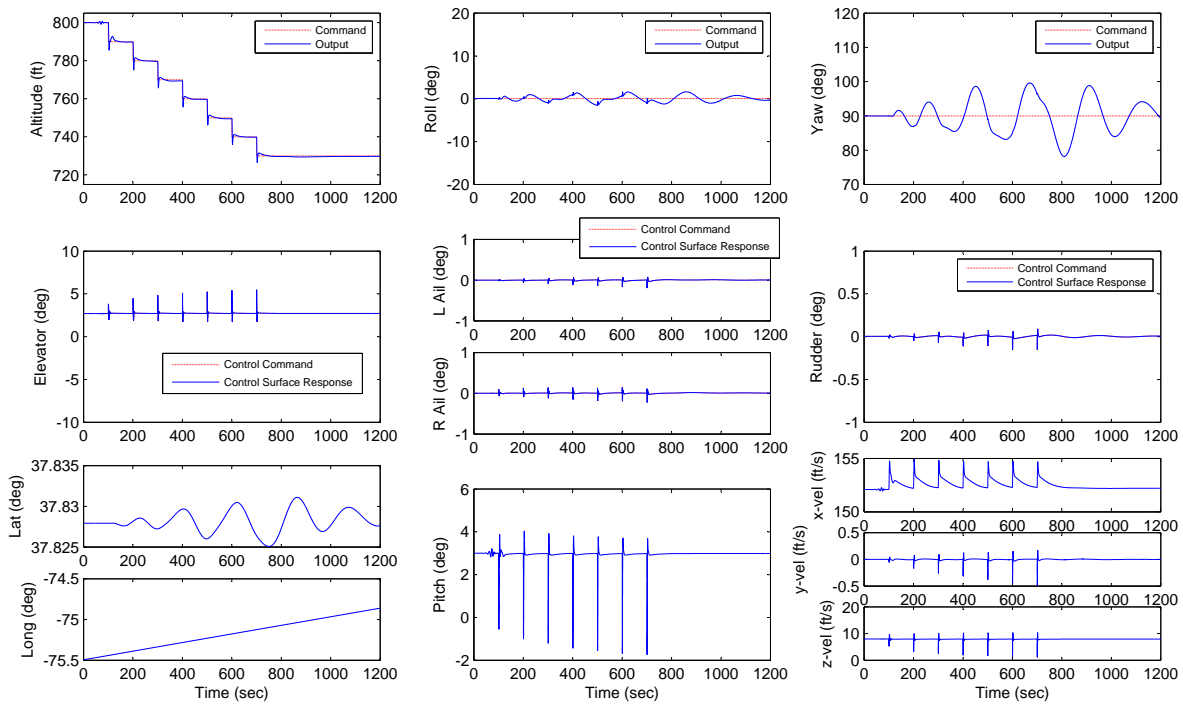 800
780
760
740
720
Altitude (ft)
0 200 400 600 800 1000 1200
Command
Output
20
10
0
-10
-20
Roll (deg)
0 200 400 600 800 1000 1200
Command
Output
120
110
100
90
80
70
Yaw (deg)
0 200 400 600 800 1000 1200
Command
Output
10
5
0
-5
-10
Elevator (deg)
0 200 400 600 800 1000 1200
Control Command
Control Surface Response
1
0
-1
L Ail (deg)
0 200 400 600 800 1000 1200
Control Command
Control Surface Response
1
0
-1
R Ail (deg)
0 200 400 600 800 1000 1200
1
0.5
0
-0.5
-1
Rudder (deg)
0 200 400 600 800 1000 1200
Control Command
Control Surface Response
37.835
37.83
37.825
Lat (deg)
0 200 400 600 800 1000 1200
-74.5
-75
-75.5
Long (deg)
0 200 400 600 800 1000 1200
Time (sec)
6
4
2
0
-2
Pitch (deg)
0 200 400 600 800 1000 1200
Time (sec)
155
150
x-vel (ft/s)
0 200 400 600 800 1000 1200
0.5
0
-0.5
y-vel (ft/s)
0 200 400 600 800 1000 1200
20
10
0
z-vel (ft/s)
0 200 400 600 800 1000 1200
Time (sec)